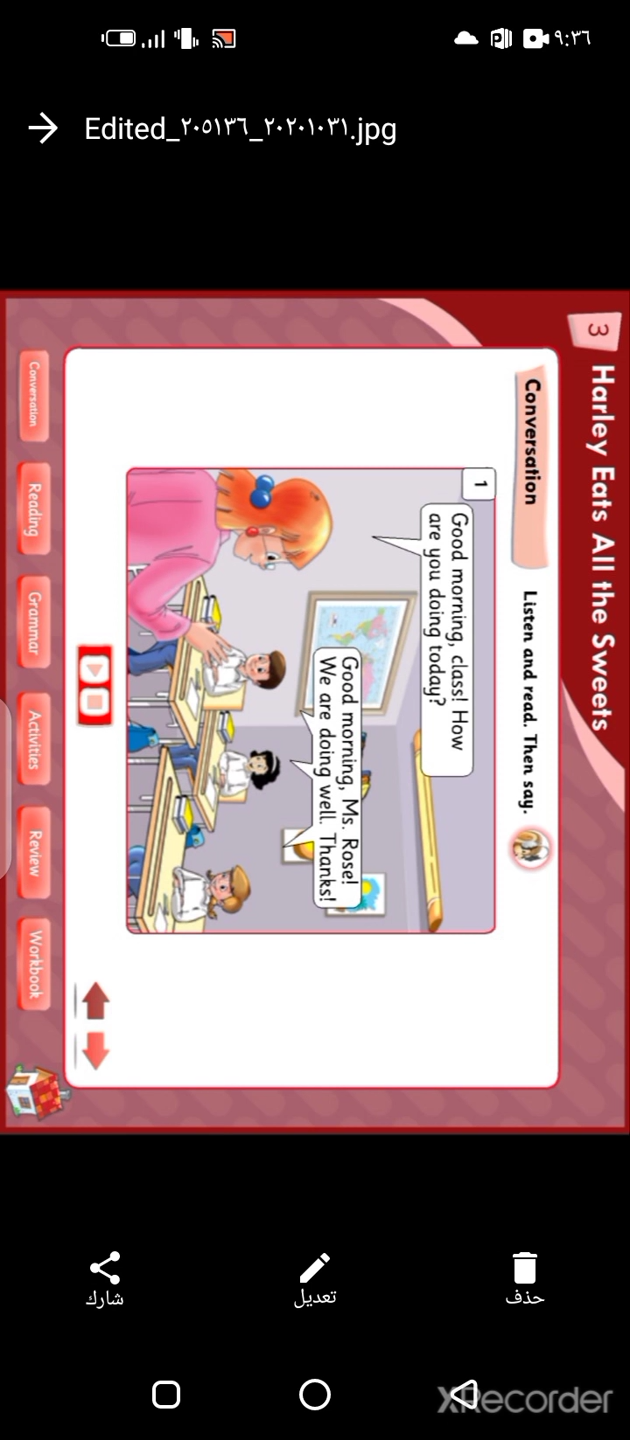 ٩:٣٦
Edited_٢٠٥١٣٦_٢٠٢٠١٠٣١.jpg
3
Harley Eats All the Sweets
Conversation
Listen and read. Then say.
1
Good morning, class! How
are you doing today?
Good morning, Ms. Rose!
We are doing well. Thanks!
Conversation
Reading
Grammar
Activities
Review
Workbook
شارك
تعديل
حذف
XRecorder